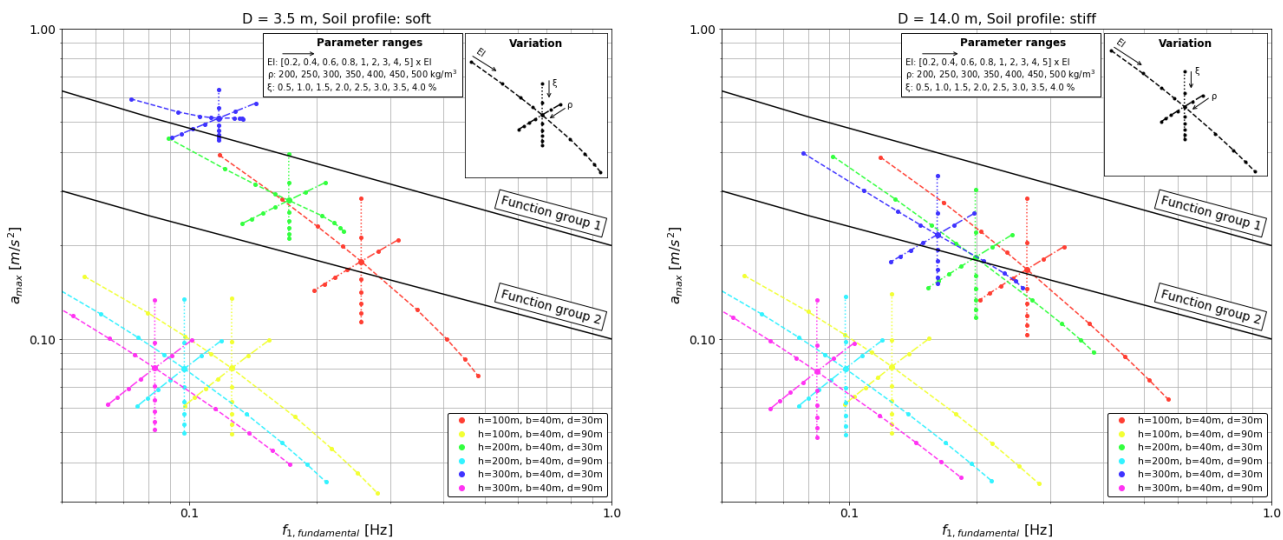 D = 3.5 m, Soil profile: soft
1.00
Parameter ranges
EI: [0.2, 0.4, 0.6, 0.8, 1, 2, 3, 4, 5] x EI
ρ: 200, 250, 300, 350, 400, 450, 500 kg/m³
ξ: 0.5, 1.0, 1.5, 2.0, 2.5, 3.0, 3.5, 4.0 %
Variation
EI
ξ
ρ
Function group 1
Function group 2
a_max [m/s²]
0.10
h=100m, b=40m, d=30m
h=100m, b=40m, d=90m
h=200m, b=40m, d=30m
h=200m, b=40m, d=90m
h=300m, b=40m, d=30m
h=300m, b=40m, d=90m
0.1
1.0
f_1, fundamental [Hz]
D = 14.0 m, Soil profile: stiff
1.00
Parameter ranges
EI: [0.2, 0.4, 0.6, 0.8, 1, 2, 3, 4, 5] x EI
ρ: 200, 250, 300, 350, 400, 450, 500 kg/m³
ξ: 0.5, 1.0, 1.5, 2.0, 2.5, 3.0, 3.5, 4.0 %
Variation
EI
ξ
ρ
Function group 1
Function group 2
a_max [m/s²]
0.10
h=100m, b=40m, d=30m
h=100m, b=40m, d=90m
h=200m, b=40m, d=30m
h=200m, b=40m, d=90m
h=300m, b=40m, d=30m
h=300m, b=40m, d=90m
0.1
1.0
f_1, fundamental [Hz]